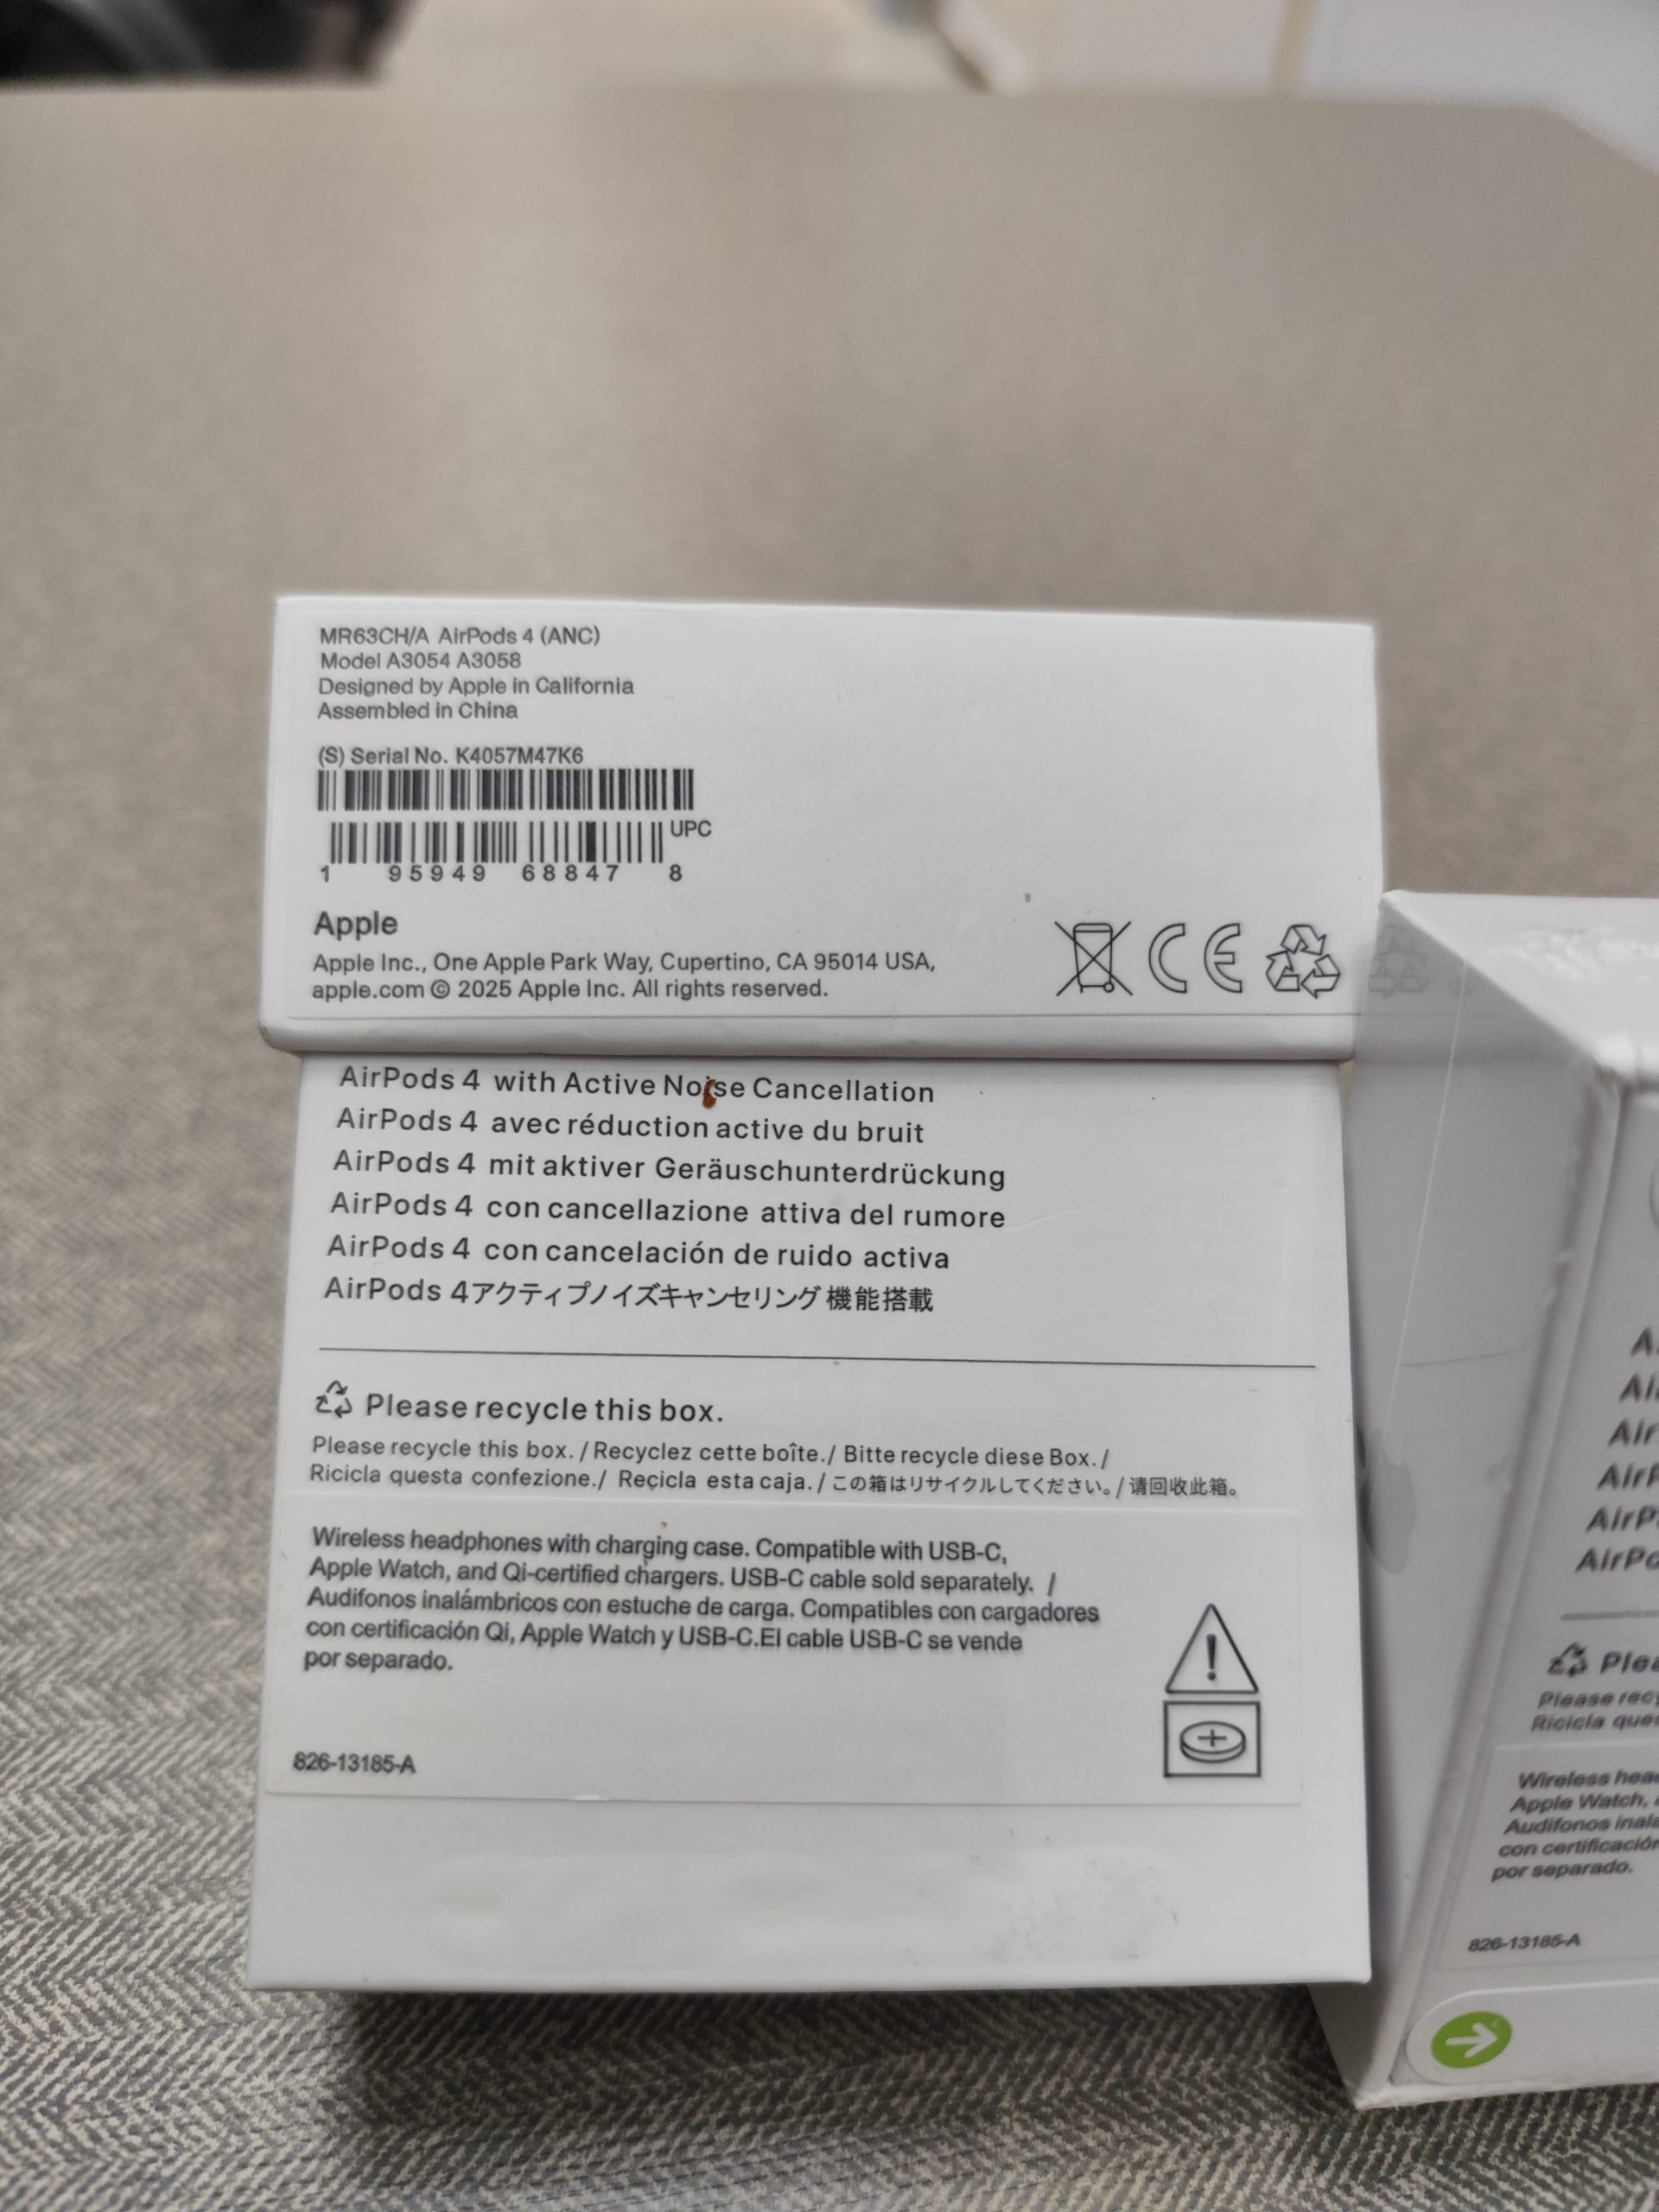 MR63CH/A AirPods 4 (ANC)
Model A3054 A3058
Designed by Apple in California
Assembled in China
(S) Serial No. K4057M47K6
UPC
1 95949 68847 8
Apple
Apple Inc., One Apple Park Way, Cupertino, CA 95014 USA,
apple.com © 2025 Apple Inc. All rights reserved.
CE
AirPods 4 with Active Noise Cancellation
AirPods 4 avec réduction active du bruit
AirPods 4 mit aktiver Geräuschunterdrückung
AirPods 4 con cancellazione attiva del rumore
AirPods 4 con cancelación de ruido activa
AirPods 4アクティブノイズキャンセリング機能搭載
Please recycle this box.
Please recycle this box. / Recyclez cette boîte./ Bitte recycle diese Box. /
Ricicla questa confezione./ Recicla esta caja. / この箱はリサイクルしてください。/ 请回收此箱。
Wireless headphones with charging case. Compatible with USB-C,
Apple Watch, and Qi-certified chargers. USB-C cable sold separately. /
Audifonos inalámbricos con estuche de carga. Compatibles con cargadores
con certificación Qi, Apple Watch y USB-C.El cable USB-C se vende
por separado.
826-13185-A
Wireless
Apple Watch,
Audifonos
con
por separado.
826-13185-A